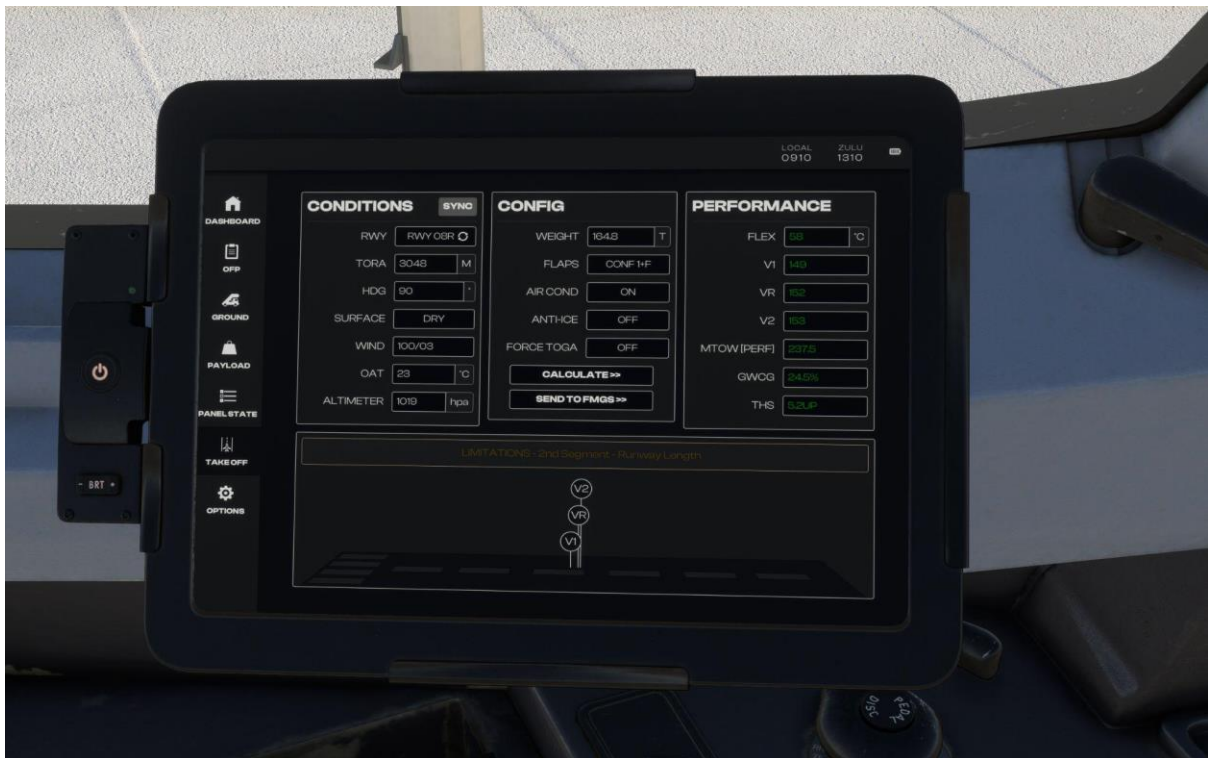 LOCAL ZULU
0910 1310
DASHBOARD
OFP
GROUND
PAYLOAD
PANEL STATE
TAKE OFF
OPTIONS
- BRT +
CONDITIONS SYNC
RWY RWY 08R
TORA 3048 M
HDG 90 °
SURFACE DRY
WIND 100/03
OAT 23 °C
ALTIMETER 1019 hpa
CONFIG
WEIGHT 164.8 T
FLAPS CONF 1+F
AIR COND ON
ANTI-ICE OFF
FORCE TOGA OFF
CALCULATE >>
SEND TO FMGS >>
PERFORMANCE
FLEX 58 °C
V1 149
VR 152
V2 153
MTOW [PERF] 237.5
GWCG 24.5%
THS 5.2UP
LIMITATIONS - 2nd Segment - Runway Length
V2
VR
V1
PEDAL
DISC